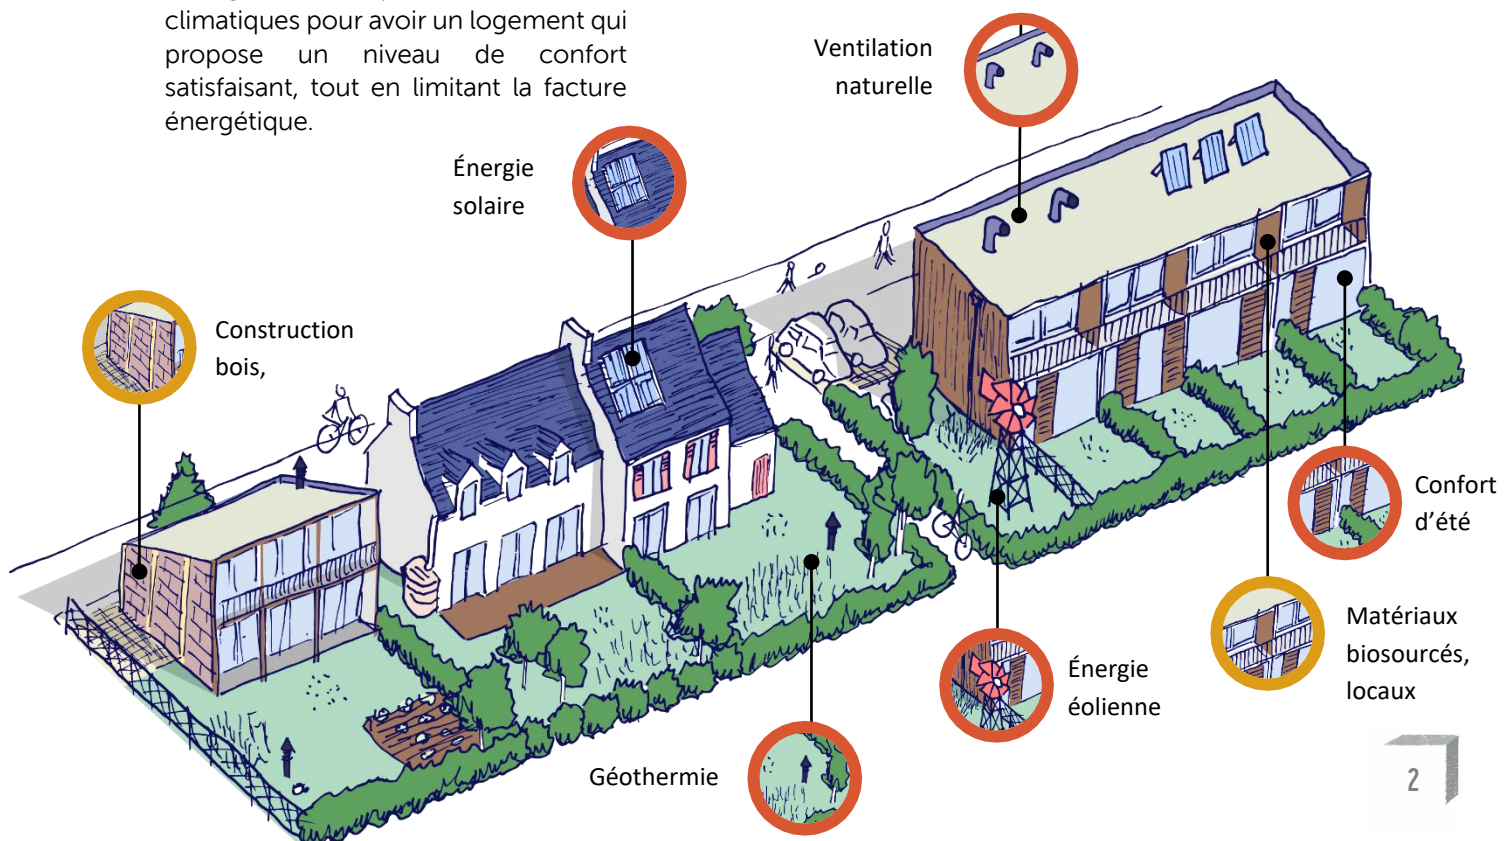 climatiques pour avoir un logement qui
propose un niveau de confort
satisfaisant, tout en limitant la facture
énergétique.
Ventilation
naturelle
Énergie
solaire
Construction
bois,
Confort
d’été
Matériaux
biosourcés,
locaux
Énergie
éolienne
Géothermie
2